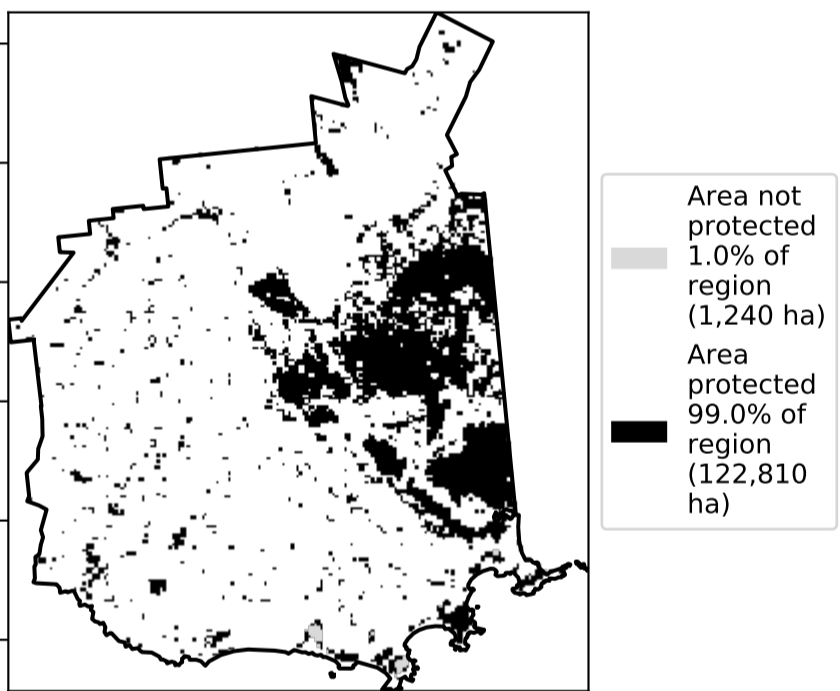 Area not
protected
1.0% of
region
(1,240 ha)
Area
protected
99.0% of
region
(122,810
ha)